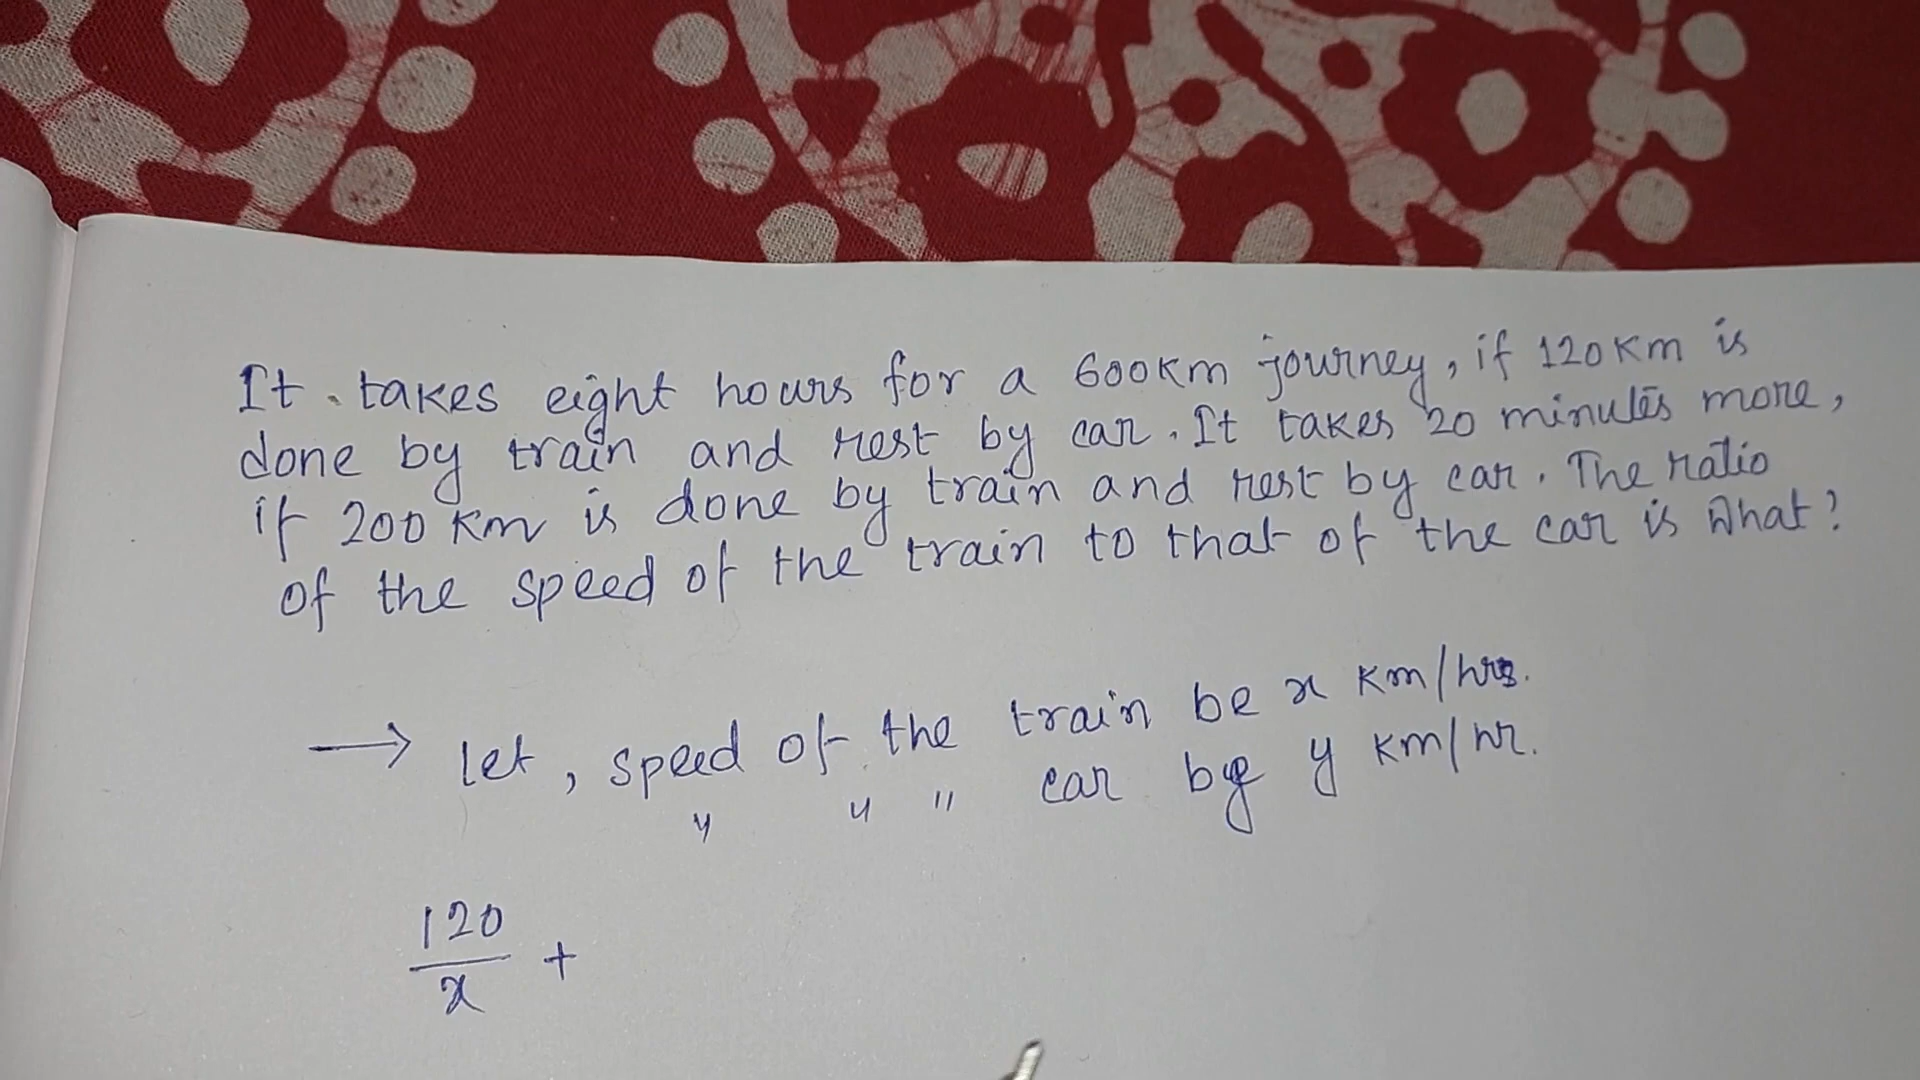 It takes eight hours for a 600km journey, if 120km is
done by train and rest by car. It takes 20 minutes more,
if 200 km is done by train and rest by car. The ratio
of the speed of the train to that of the car is What?
→ let, speed of the train be x km/hrs.
" " " car be y km/hr.
120/x +